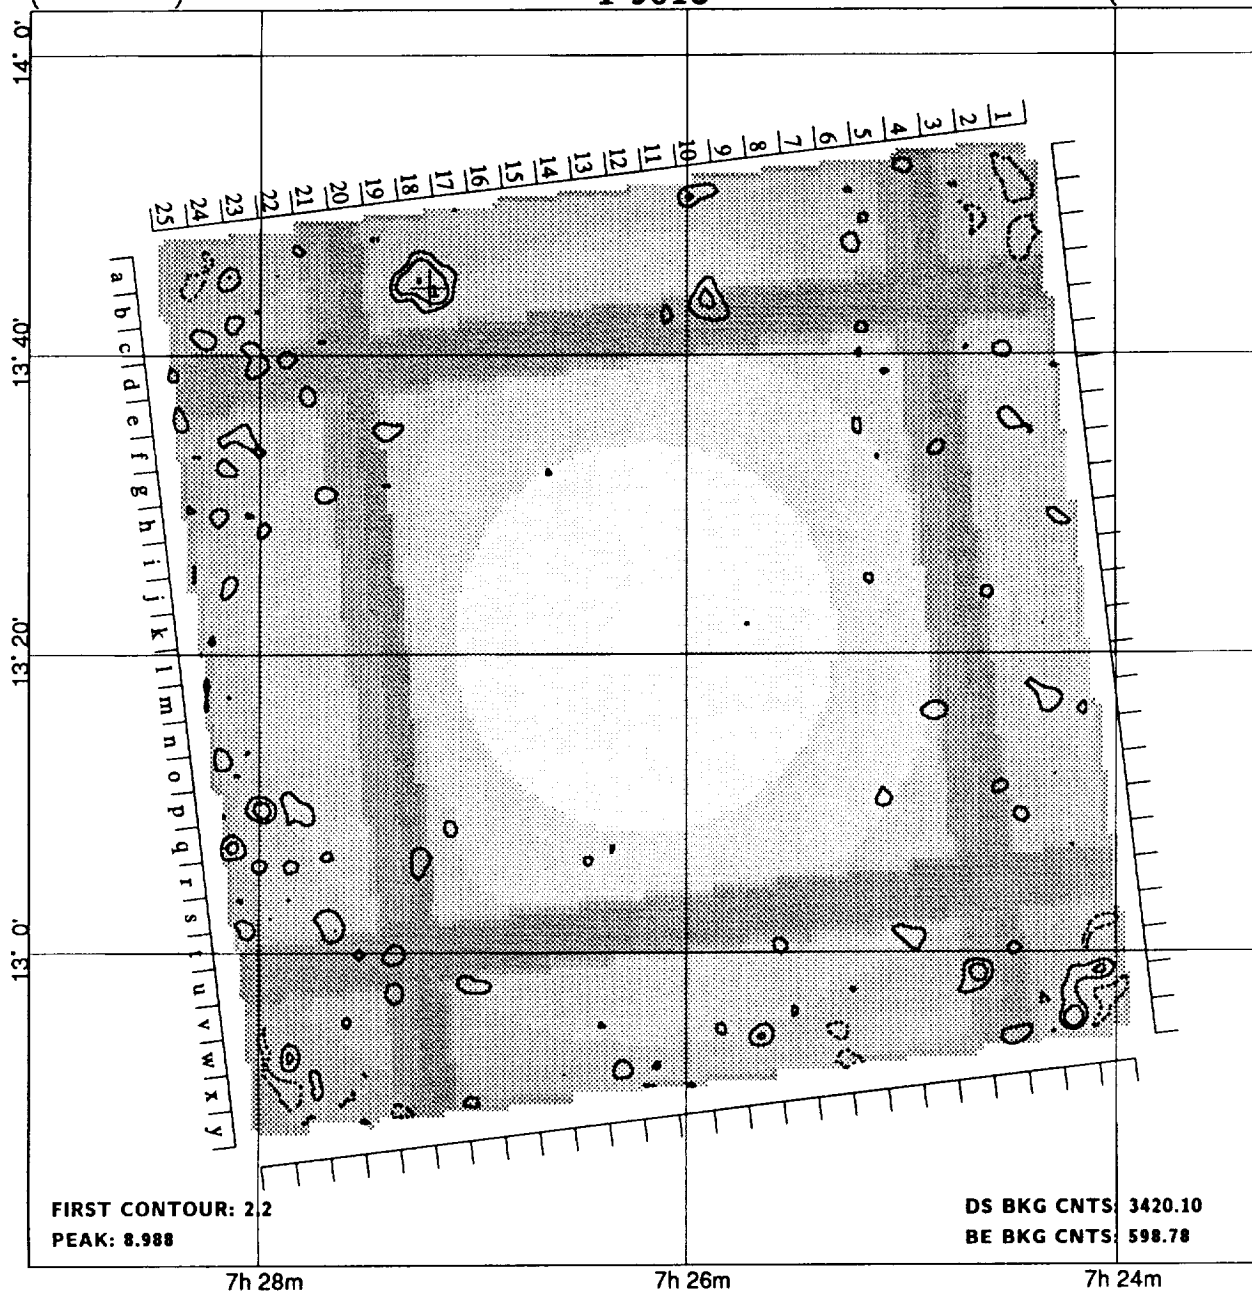 14° 0'
1 2 3 4 5 6 7 8 9 10 11 12 13 14 15 16 17 18 19 20 21 22 23 24 25
a b c d e f g h i j k l m n o p q r s t u v w x y
13° 40'
13° 20'
13° 0'
FIRST CONTOUR: 2.2
PEAK: 8.988
DS BKG CNTS: 3420.10
BE BKG CNTS: 598.78
7h 28m 7h 26m 7h 24m